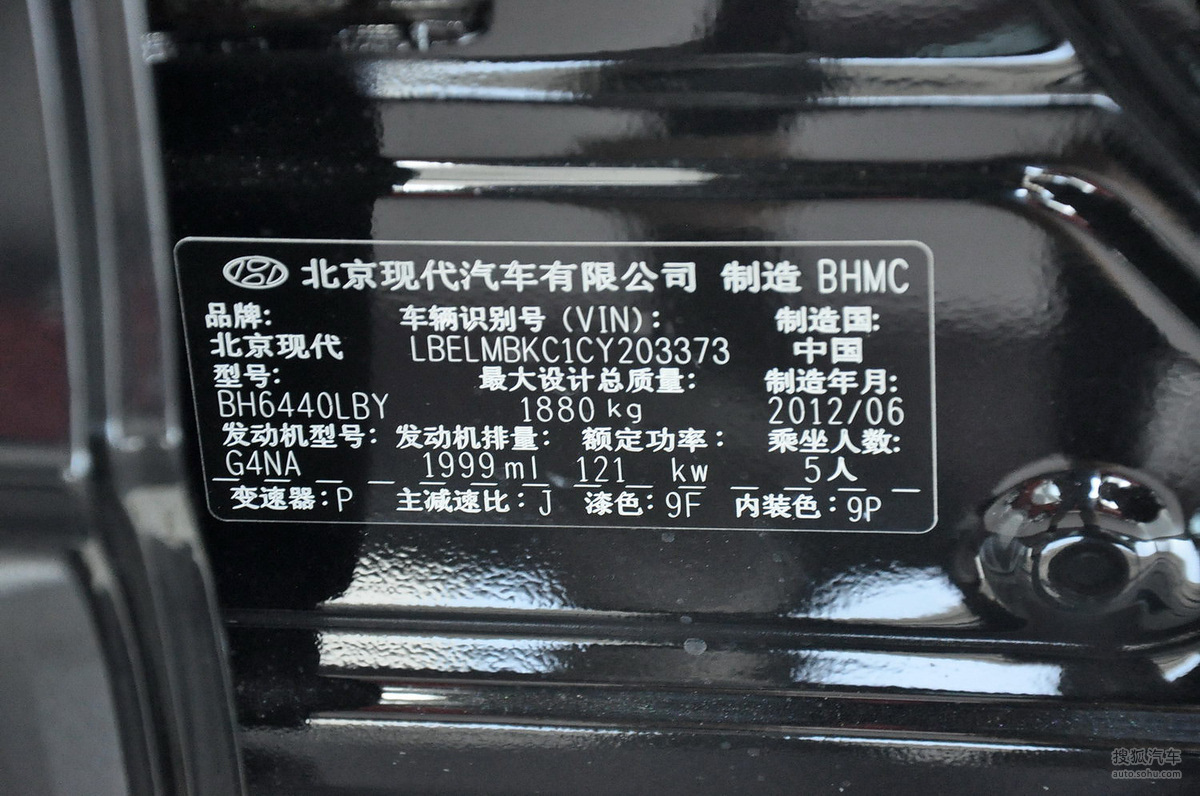 北京现代汽车有限公司 制造 BHMC
品牌: 车辆识别号 (VIN): 制造国:
北京现代 LBELMBKC1CY203373 中国
型号: 最大设计总质量: 制造年月:
BH6440LBY 1880 kg 2012/06
发动机型号: 发动机排量: 额定功率: 乘坐人数:
G4NA 1999 ml 121 kw 5人
变速器:P 主减速比:J 漆色:9F 内装色:9P
搜狐汽车
auto.sohu.com